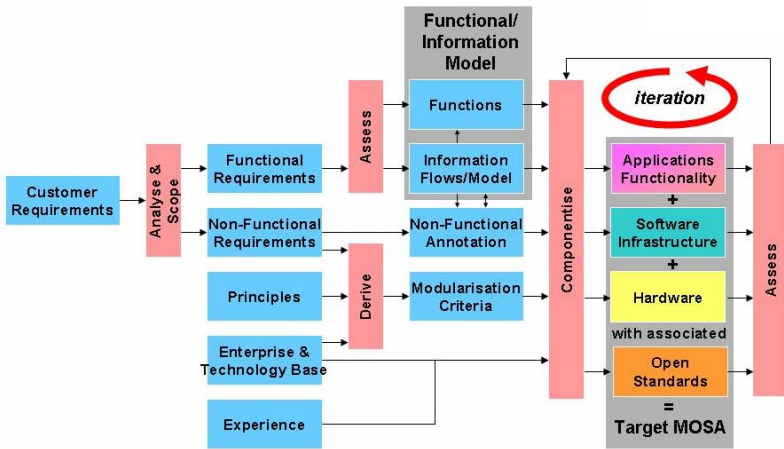 Functional/
Information
Model
Functions
iteration
Assess
Functional
Requirements
Information
Flows/Model
Applications
Functionality
+
Customer
Requirements
Analyse &
Scope
Non-Functional
Requirements
Non-Functional
Annotation
Componentise
Software
Infrastructure
+
Assess
Principles
Derive
Modularisation
Criteria
Hardware
with associated
Enterprise &
Technology Base
Open
Standards
=
Target MOSA
Experience